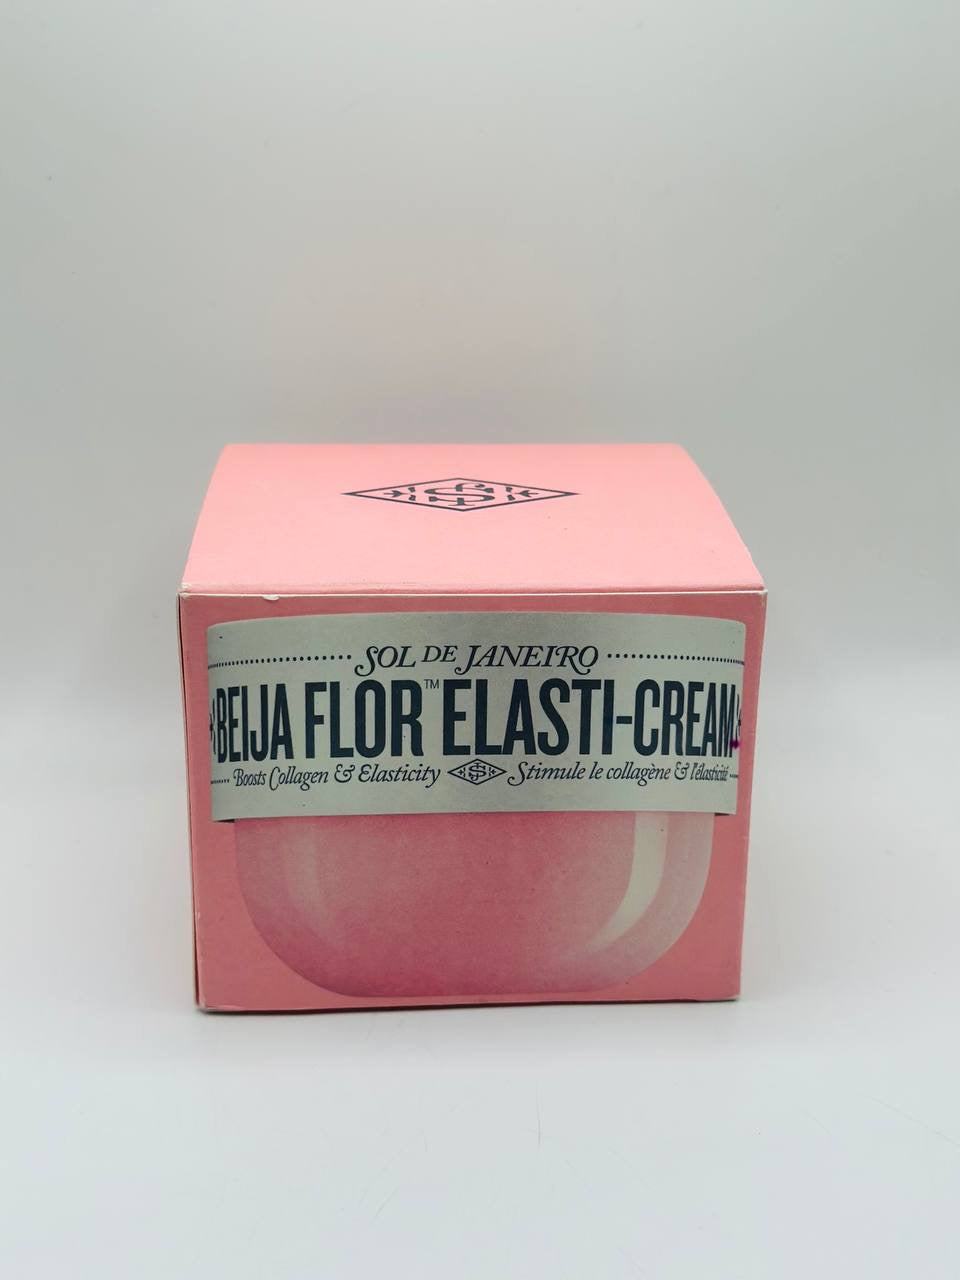 SOL DE JANEIRO
BEIJA FLOR™ ELASTI-CREAM
Boosts Collagen & Elasticity Stimule le collagène & l'élasticité